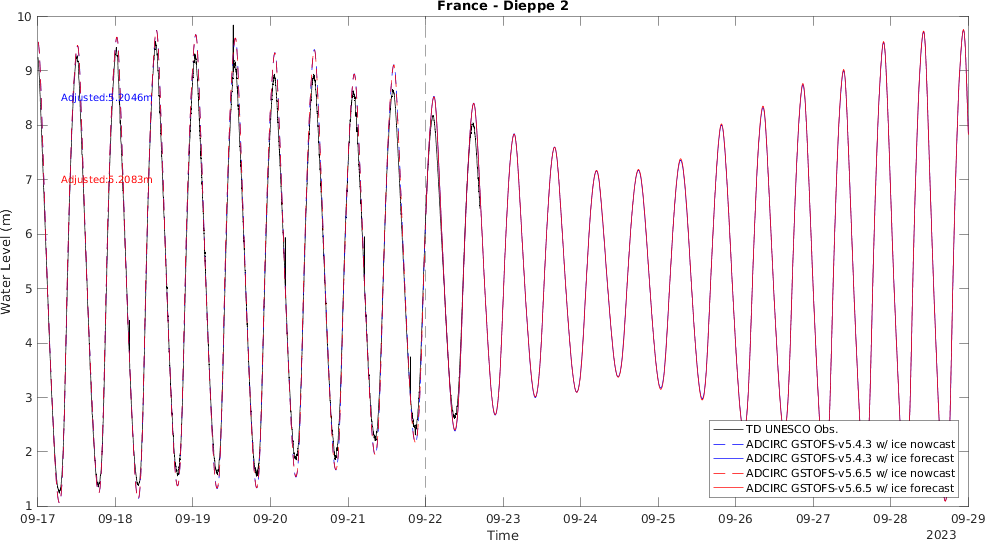 France - Dieppe 2
10
9
8
7
6
5
4
3
2
1
Water Level (m)
Adjusted:5.2046m
Adjusted:5.2083m
TD UNESCO Obs.
ADCIRC GSTOFS-v5.4.3 w/ ice nowcast
ADCIRC GSTOFS-v5.4.3 w/ ice forecast
ADCIRC GSTOFS-v5.6.5 w/ ice nowcast
ADCIRC GSTOFS-v5.6.5 w/ ice forecast
09-17 09-18 09-19 09-20 09-21 09-22 09-23 09-24 09-25 09-26 09-27 09-28 09-29
Time
2023